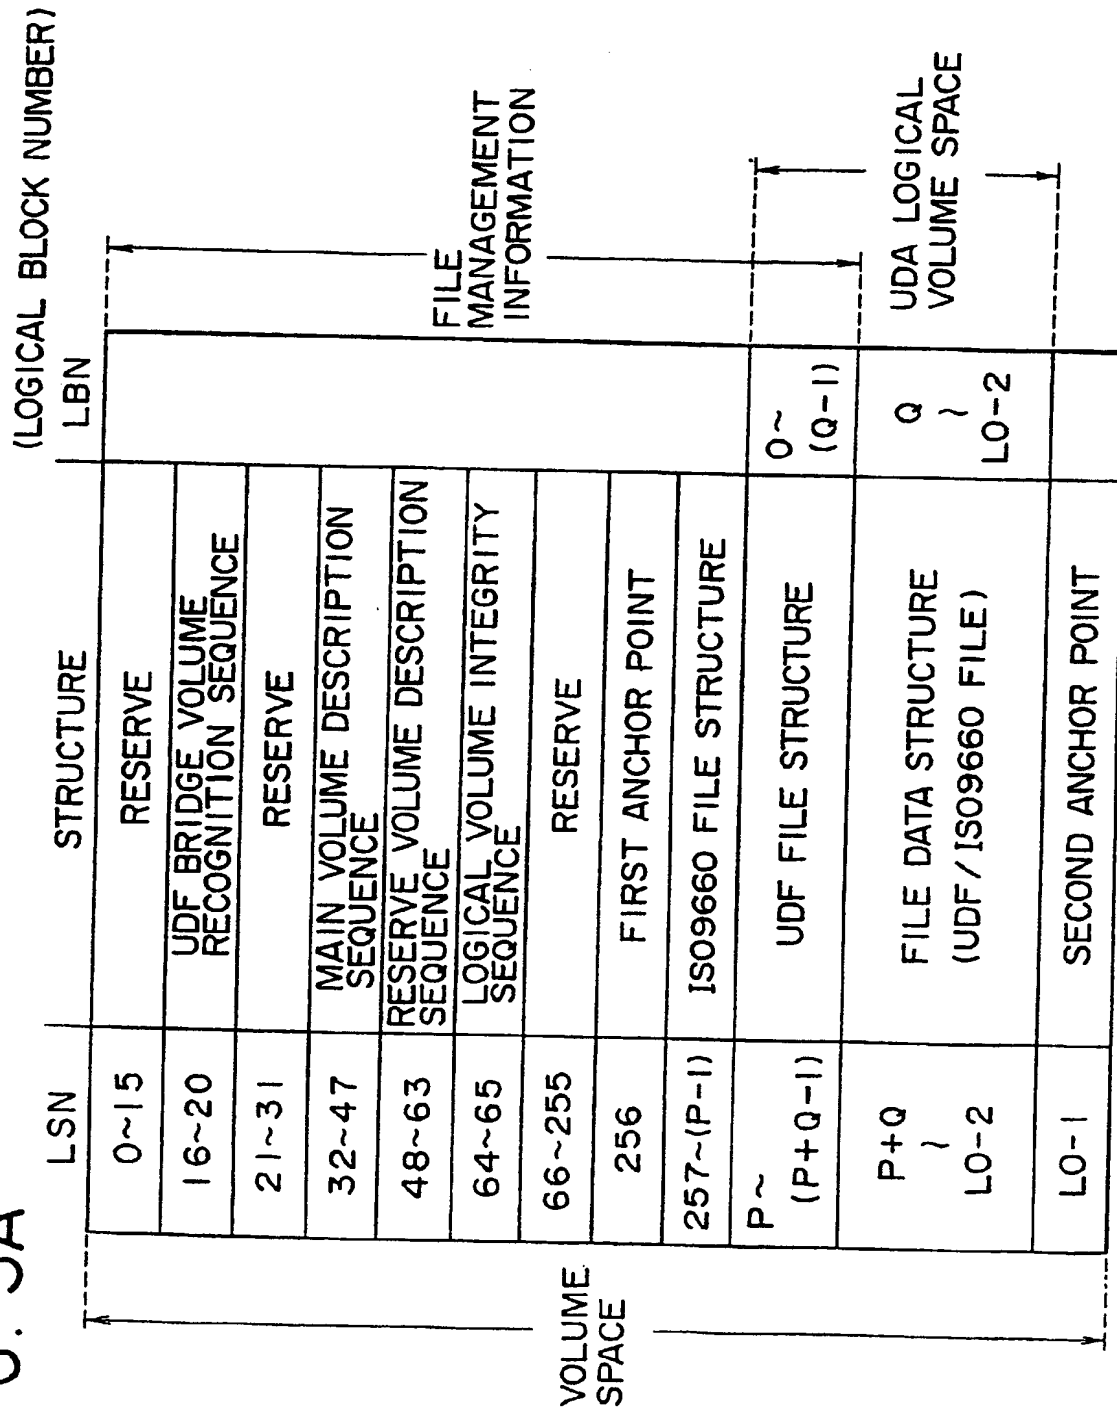 (LOGICAL BLOCK NUMBER)
LSN STRUCTURE LBN
0~15 RESERVE
16~20 UDF BRIDGE VOLUME
RECOGNITION SEQUENCE
21~31 RESERVE
32~47 MAIN VOLUME DESCRIPTION
SEQUENCE
48~63 RESERVE VOLUME DESCRIPTION
SEQUENCE
64~65 LOGICAL VOLUME INTEGRITY
SEQUENCE
66~255 RESERVE
256 FIRST ANCHOR POINT
257~(P-1) ISO9660 FILE STRUCTURE
P~
(P+Q-1)
UDF FILE STRUCTURE
0~
(Q-1)
P+Q
~
LO-2
FILE DATA STRUCTURE
(UDF/ISO9660 FILE)
Q
~
LO-2
LO-1 SECOND ANCHOR POINT
VOLUME
SPACE
FILE
MANAGEMENT
INFORMATION
UDA LOGICAL
VOLUME SPACE